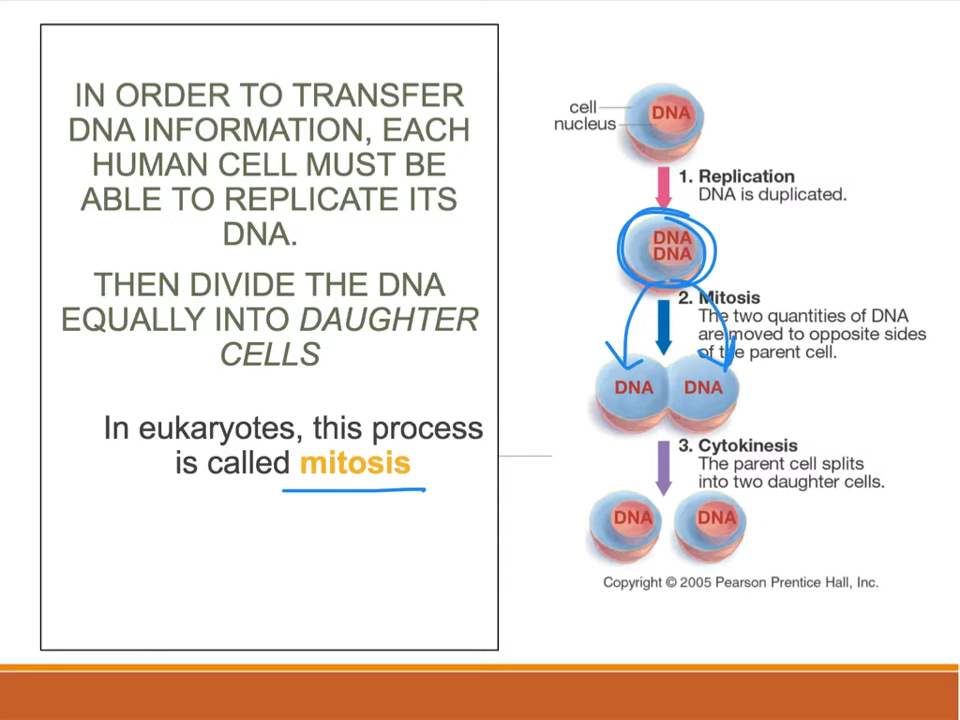 IN ORDER TO TRANSFER
DNA INFORMATION, EACH
HUMAN CELL MUST BE
ABLE TO REPLICATE ITS
DNA.
THEN DIVIDE THE DNA
EQUALLY INTO DAUGHTER
CELLS
In eukaryotes, this process
is called mitosis
cell
nucleus
DNA
1. Replication
DNA is duplicated.
DNA
DNA
2. Mitosis
The two quantities of DNA
are moved to opposite sides
of the parent cell.
DNA DNA
3. Cytokinesis
The parent cell splits
into two daughter cells.
DNA DNA
Copyright © 2005 Pearson Prentice Hall, Inc.